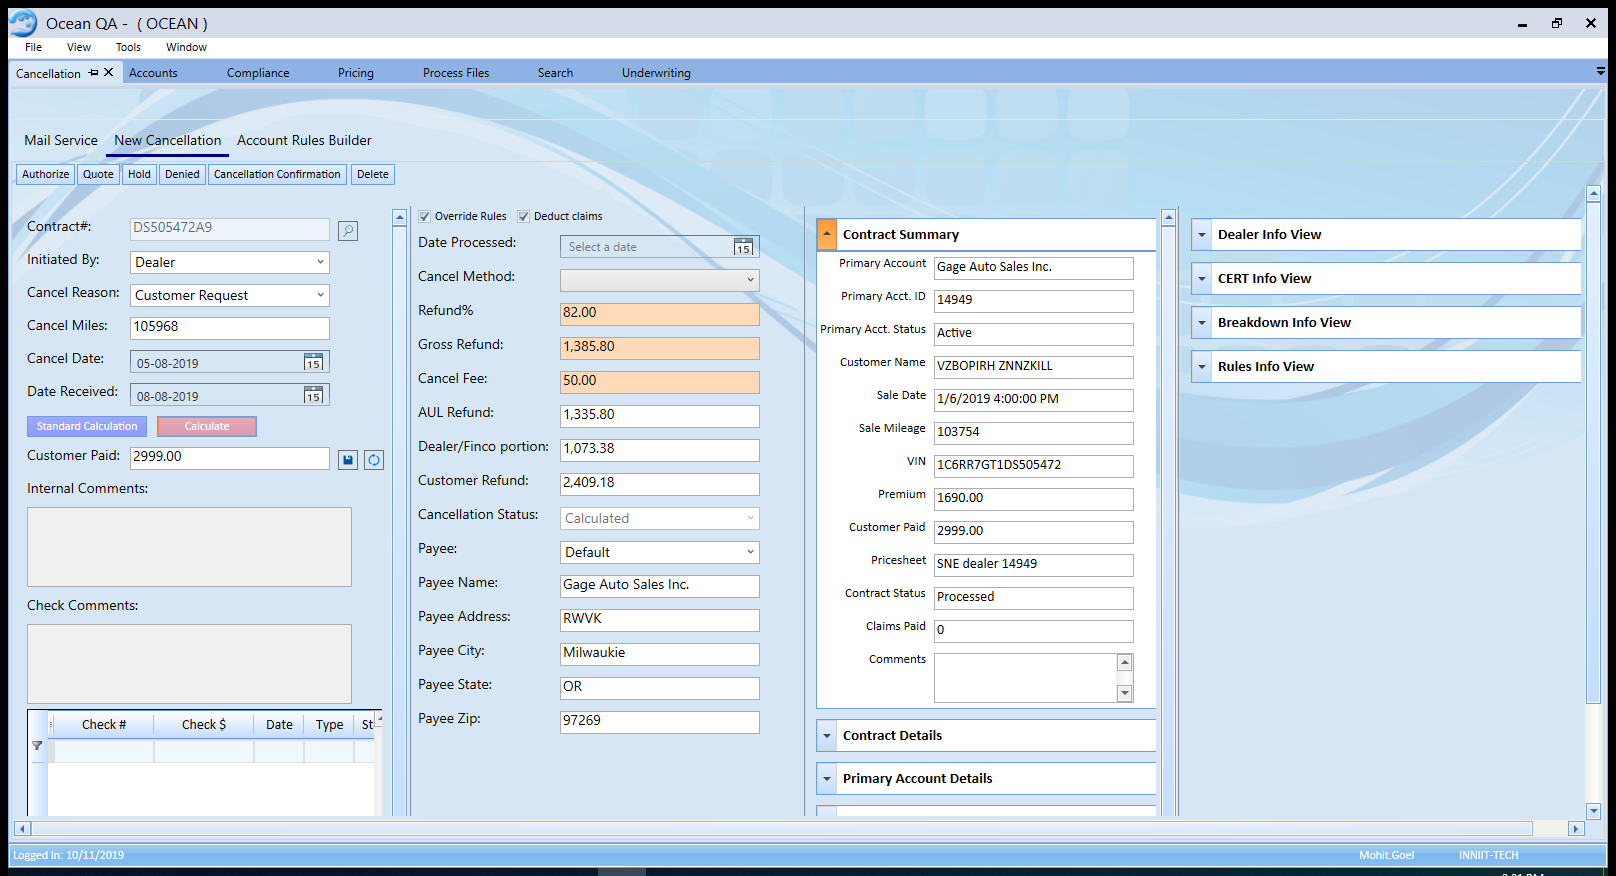 Ocean QA - ( OCEAN )
File View Tools Window
Cancellation Accounts Compliance Pricing Process Files Search Underwriting
Mail Service New Cancellation Account Rules Builder
Authorize Quote Hold Denied Cancellation Confirmation Delete
Contract#: DS505472A9
Initiated By: Dealer
Cancel Reason: Customer Request
Cancel Miles: 105968
Cancel Date: 05-08-2019 15
Date Received: 08-08-2019 15
Standard Calculation Calculate
Customer Paid: 2999.00
Internal Comments:
Check Comments:
Check # Check $ Date Type St
Override Rules Deduct claims
Date Processed: Select a date 15
Cancel Method:
Refund% 82.00
Gross Refund: 1,385.80
Cancel Fee: 50.00
AUL Refund: 1,335.80
Dealer/Finco portion: 1,073.38
Customer Refund: 2,409.18
Cancellation Status: Calculated
Payee: Default
Payee Name: Gage Auto Sales Inc.
Payee Address: RWVK
Payee City: Milwaukie
Payee State: OR
Payee Zip: 97269
Contract Summary
Primary Account Gage Auto Sales Inc.
Primary Acct. ID 14949
Primary Acct. Status Active
Customer Name VZBOPIRH ZNNZKILL
Sale Date 1/6/2019 4:00:00 PM
Sale Mileage 103754
VIN 1C6RR7GT1DS505472
Premium 1690.00
Customer Paid 2999.00
Pricesheet SNE dealer 14949
Contract Status Processed
Claims Paid 0
Comments
Contract Details
Primary Account Details
Dealer Info View
CERT Info View
Breakdown Info View
Rules Info View
Logged In: 10/11/2019 Mohit.Goel INNIIT-TECH